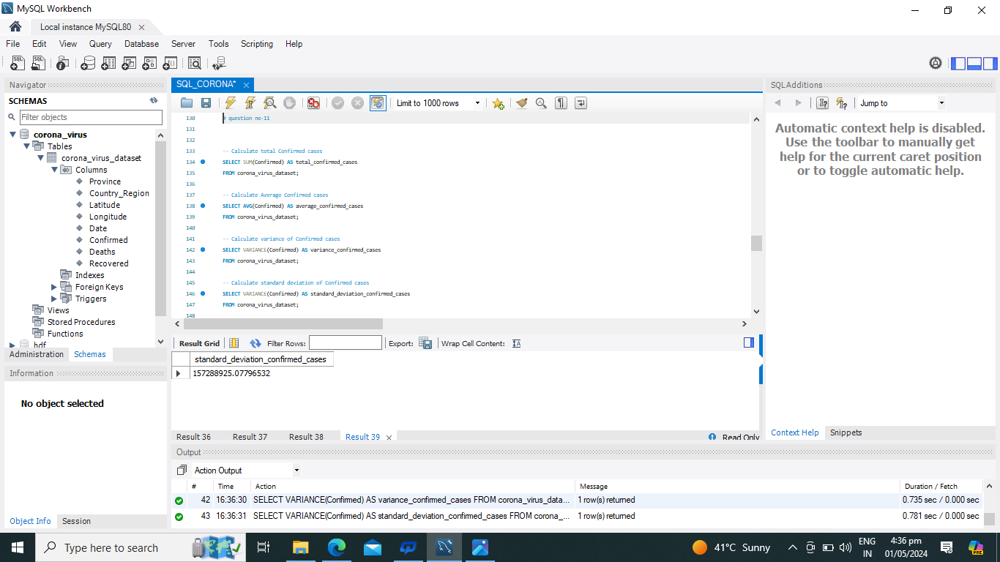 MySQL Workbench
Local instance MySQL80
File Edit View Query Database Server Tools Scripting Help
Navigator
SCHEMAS
Filter objects
corona_virus
Tables
corona_virus_dataset
Columns
Province
Country_Region
Latitude
Longitude
Date
Confirmed
Deaths
Recovered
Indexes
Foreign Keys
Triggers
Views
Stored Procedures
Functions
hdf
Administration Schemas
Information
No object selected
Object Info Session
SQL_CORONA*
Limit to 1000 rows
130 # question no-11
131
132
133 -- Calculate total Confirmed cases
134 SELECT SUM(Confirmed) AS total_confirmed_cases
135 FROM corona_virus_dataset;
136
137 -- Calculate Average Confirmed cases
138 SELECT AVG(Confirmed) AS average_confirmed_cases
139 FROM corona_virus_dataset;
140
141 -- Calculate variance of Confirmed cases
142 SELECT VARIANCE(Confirmed) AS variance_confirmed_cases
143 FROM corona_virus_dataset;
144
145 -- Calculate standard deviation of Confirmed cases
146 SELECT VARIANCE(Confirmed) AS standard_deviation_confirmed_cases
147 FROM corona_virus_dataset;
148
Result Grid Filter Rows: Export: Wrap Cell Content:
standard_deviation_confirmed_cases
157288925.07796532
Result 36 Result 37 Result 38 Result 39 Read Only
SQLAdditions
Jump to
Automatic context help is disabled.
Use the toolbar to manually get
help for the current caret position
or to toggle automatic help.
Context Help Snippets
Output
Action Output
# Time Action Message Duration / Fetch
42 16:36:30 SELECT VARIANCE(Confirmed) AS variance_confirmed_cases FROM corona_virus_data... 1 row(s) returned 0.735 sec / 0.000 sec
43 16:36:31 SELECT VARIANCE(Confirmed) AS standard_deviation_confirmed_cases FROM corona_... 1 row(s) returned 0.781 sec / 0.000 sec
Type here to search
41°C Sunny
ENG
IN
4:36 pm
01/05/2024
PRE